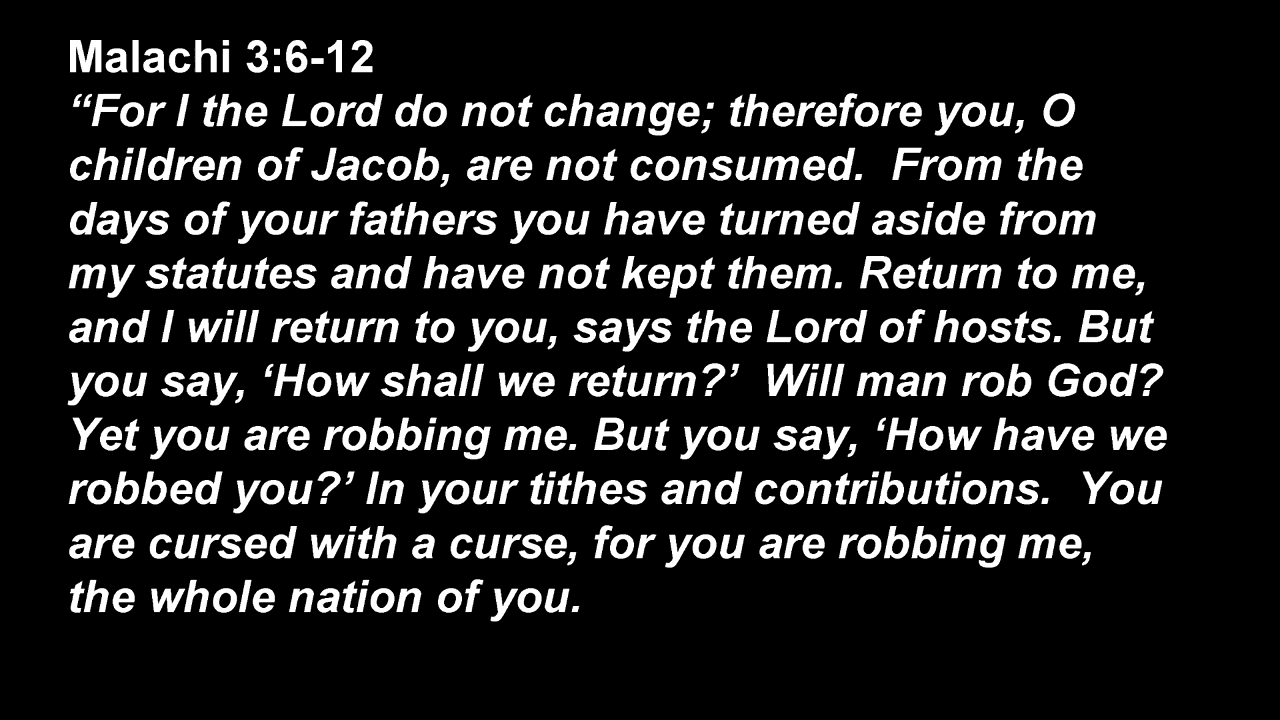 Malachi 3:6-12
“For I the Lord do not change; therefore you, O
children of Jacob, are not consumed.  From the
days of your fathers you have turned aside from
my statutes and have not kept them. Return to me,
and I will return to you, says the Lord of hosts. But
you say, ‘How shall we return?’  Will man rob God?
Yet you are robbing me. But you say, ‘How have we
robbed you?’ In your tithes and contributions.  You
are cursed with a curse, for you are robbing me,
the whole nation of you.